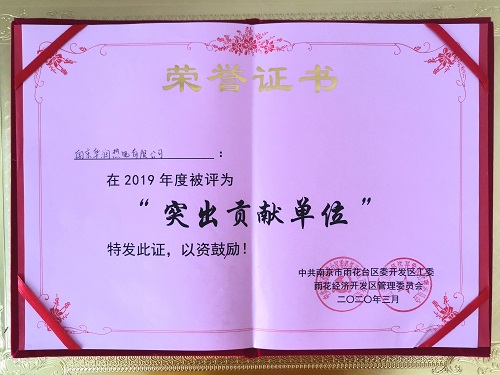 荣誉证书
南京华润热电有限公司：
在2019年度被评为
“突出贡献单位”
特发此证，以资鼓励！
中共南京市雨花台区委开发区工委
雨花经济开发区管理委员会
二〇二〇年三月